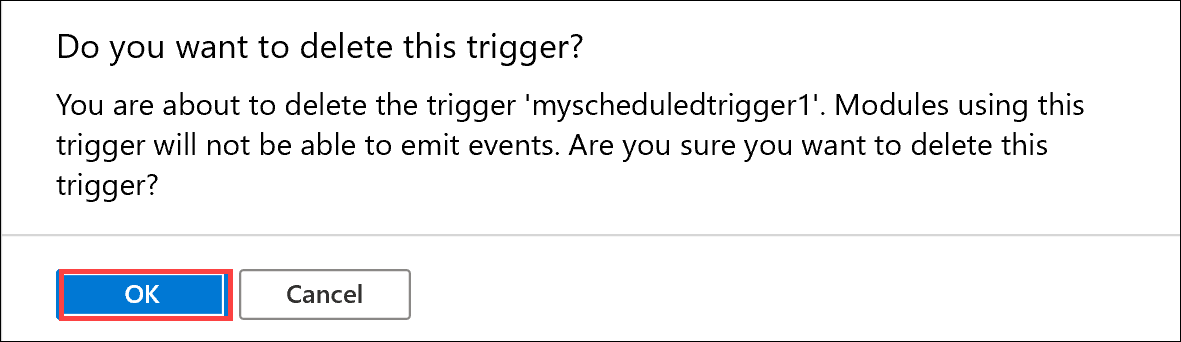 Do you want to delete this trigger?
You are about to delete the trigger 'myscheduledtrigger1'. Modules using this
trigger will not be able to emit events. Are you sure you want to delete this
trigger?
OK
Cancel